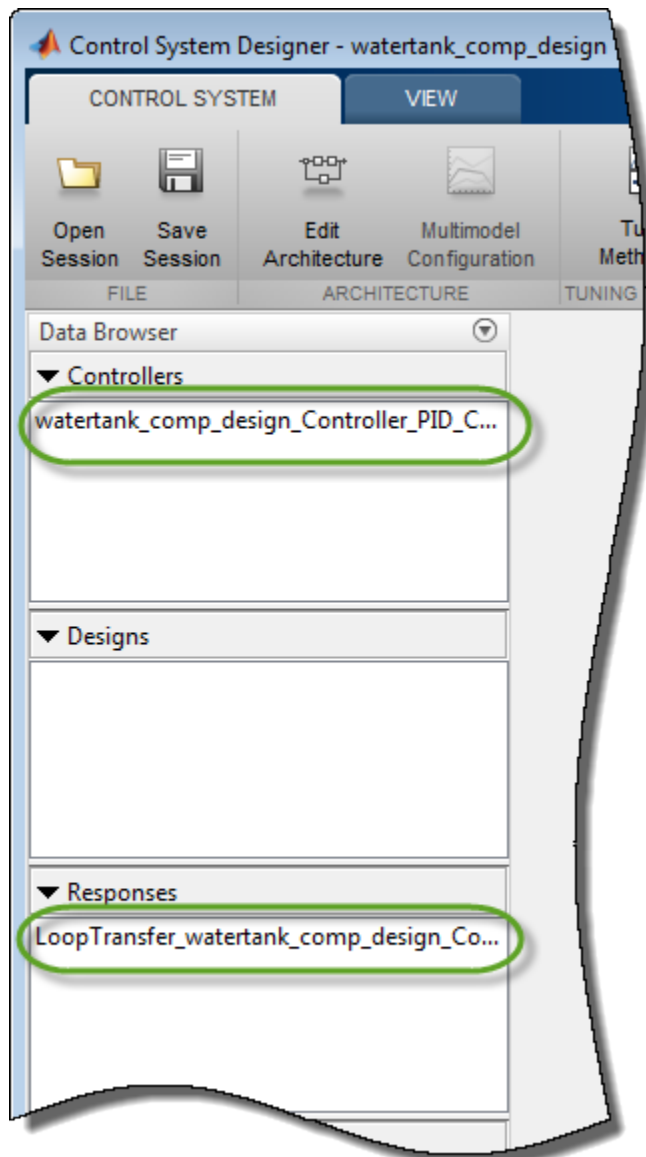 Control System Designer - watertank_comp_design
CONTROL SYSTEM
VIEW
Open Session
Save Session
Edit Architecture
Multimodel Configuration
FILE
ARCHITECTURE
TUNING
Data Browser
Controllers
watertank_comp_design_Controller_PID_C...
Designs
Responses
LoopTransfer_watertank_comp_design_Co...